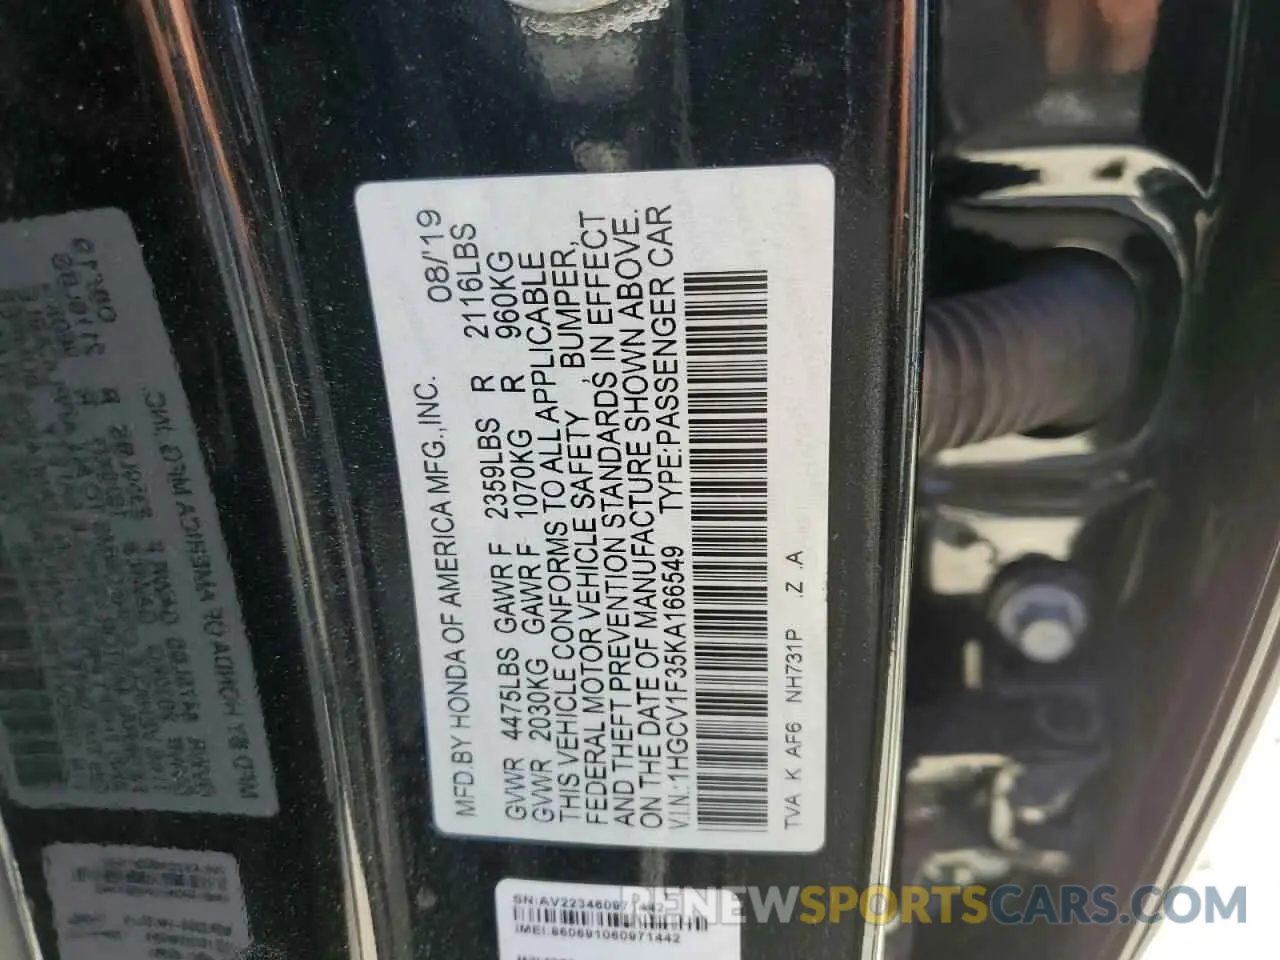 MFD.BY HONDA OF AMERICA MFG.,INC. 08/'19
GVWR 4475LBS GAWR F 2359LBS R 2116LBS
GVWR 2030KG GAWR F 1070KG R 960KG
THIS VEHICLE CONFORMS TO ALL APPLICABLE
FEDERAL MOTOR VEHICLE SAFETY, BUMPER,
AND THEFT PREVENTION STANDARDS IN EFFECT
ON THE DATE OF MANUFACTURE SHOWN ABOVE.
V.I.N.:1HGCV1F35KA166549 TYPE:PASSENGER CAR
TVA K AF6 NH731P .Z .A
IMEI:860691060971442
RENEWSPORTSCARS.COM